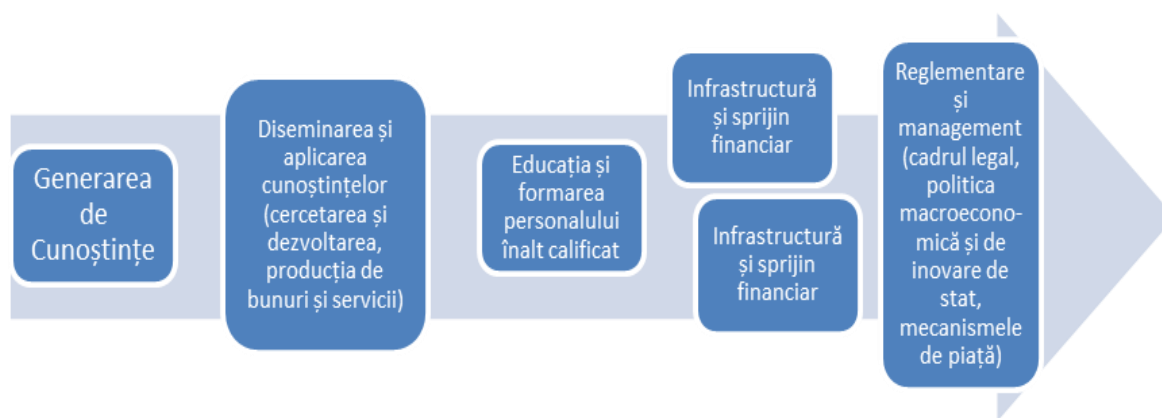 Generarea
de
Cunoștințe
Diseminarea și
aplicarea
cunoștințelor
(cercetarea și
dezvoltarea,
producția de
bunuri și servicii)
Educația și
formarea
personalului
înalt calificat
Infrastructură
și sprijin
financiar
Infrastructură
și sprijin
financiar
Reglementare
și
management
(cadrul legal,
politica
macroecono-
mică și de
inovare de
stat,
mecanismele
de piață)